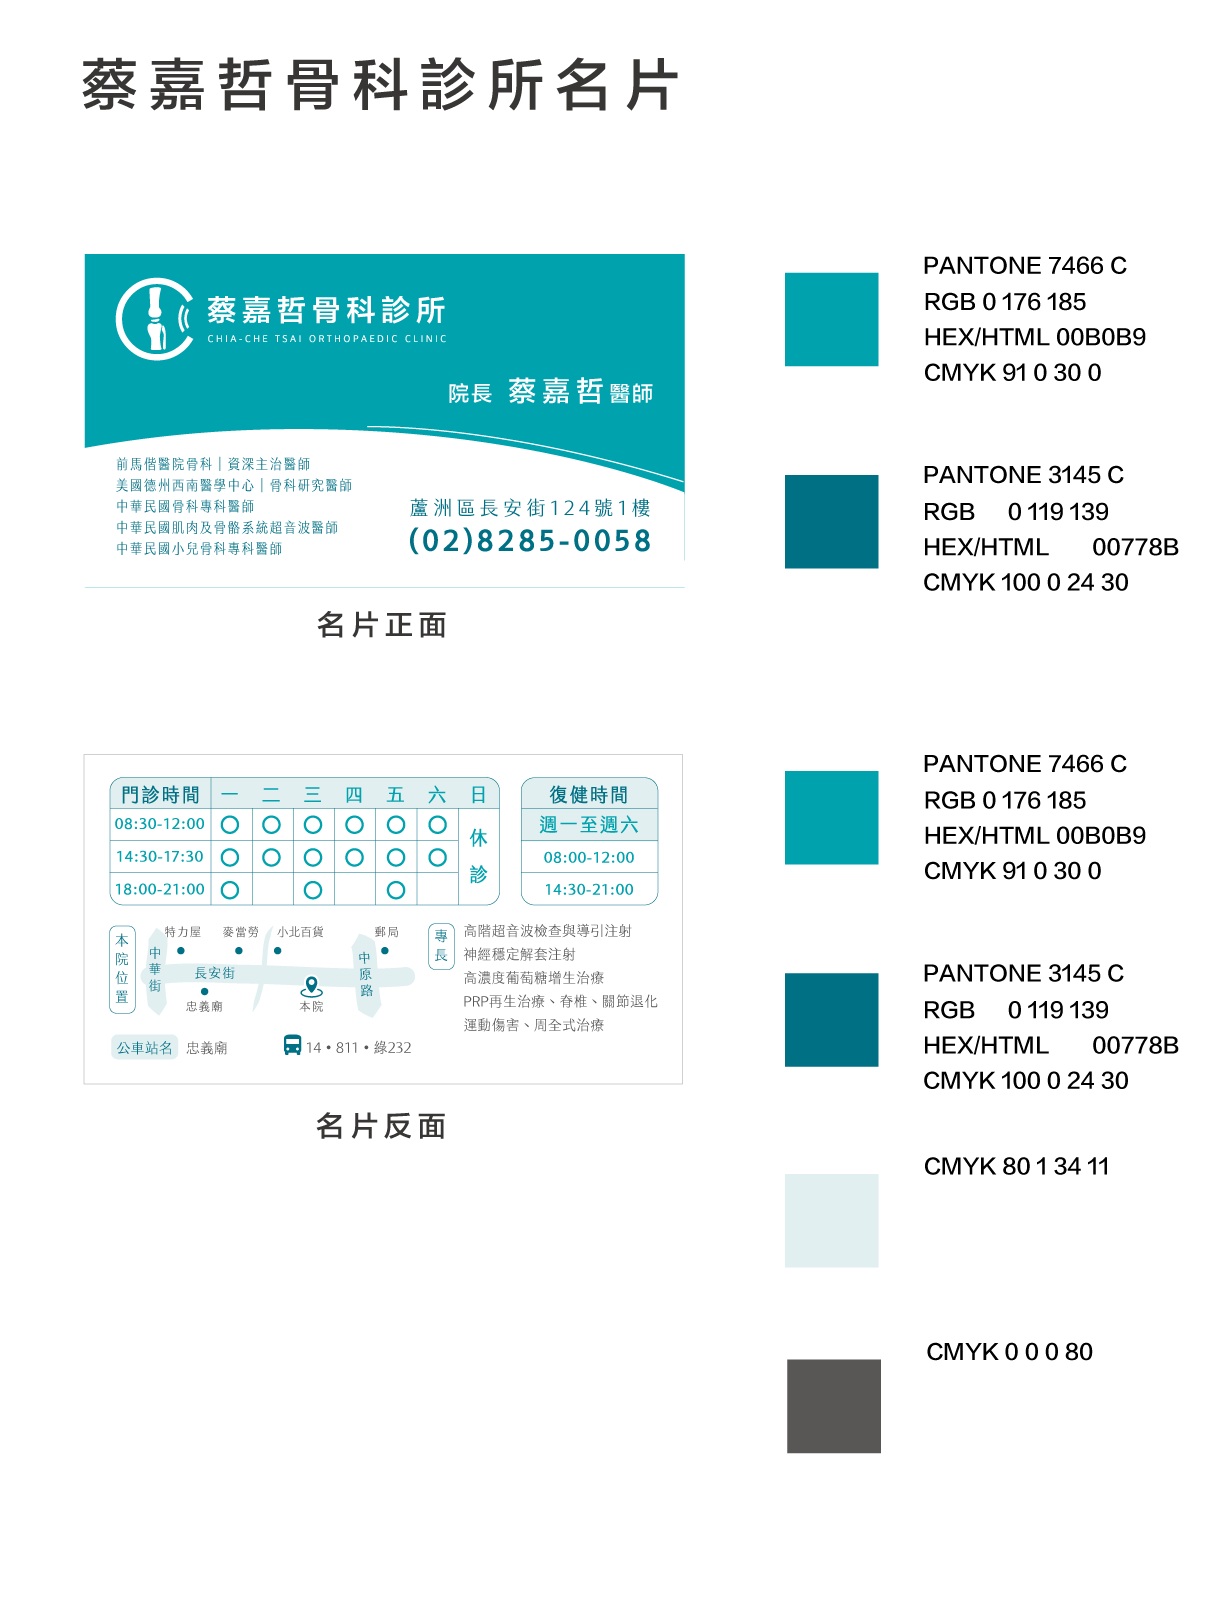 蔡嘉哲骨科診所名片
蔡嘉哲骨科診所
CHIA-CHE TSAI ORTHOPAEDIC CLINIC
院長 蔡嘉哲醫師
前馬偕醫院骨科｜資深主治醫師
美國德州西南醫學中心｜骨科研究醫師
中華民國骨科專科醫師
中華民國肌肉及骨骼系統超音波醫師
中華民國小兒骨科專科醫師
蘆洲區長安街124號1樓
(02)8285-0058
名片正面
PANTONE 7466 C
RGB 0 176 185
HEX/HTML 00B0B9
CMYK 91 0 30 0
PANTONE 3145 C
RGB 0 119 139
HEX/HTML 00778B
CMYK 100 0 24 30
門診時間 一 二 三 四 五 六 日
08:30-12:00
14:30-17:30
18:00-21:00
休診
復健時間
週一至週六
08:00-12:00
14:30-21:00
本院位置
特力屋 麥當勞 小北百貨 郵局
中華街
長安街
中原路
忠義廟
本院
公車站名 忠義廟
14・811・綠232
專長
高階超音波檢查與導引注射
神經穩定解套注射
高濃度葡萄糖增生治療
PRP再生治療、脊椎、關節退化
運動傷害、周全式治療
名片反面
PANTONE 7466 C
RGB 0 176 185
HEX/HTML 00B0B9
CMYK 91 0 30 0
PANTONE 3145 C
RGB 0 119 139
HEX/HTML 00778B
CMYK 100 0 24 30
CMYK 80 1 34 11
CMYK 0 0 0 80